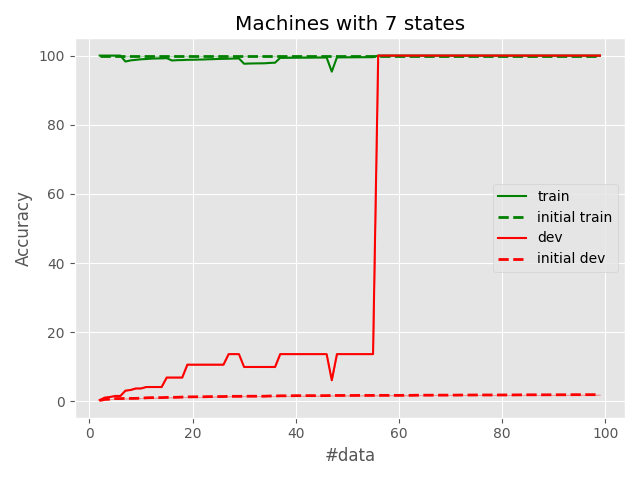 Machines with 7 states
Accuracy
100
80
60
40
20
0
train
initial train
dev
initial dev
0 20 40 60 80 100
#data